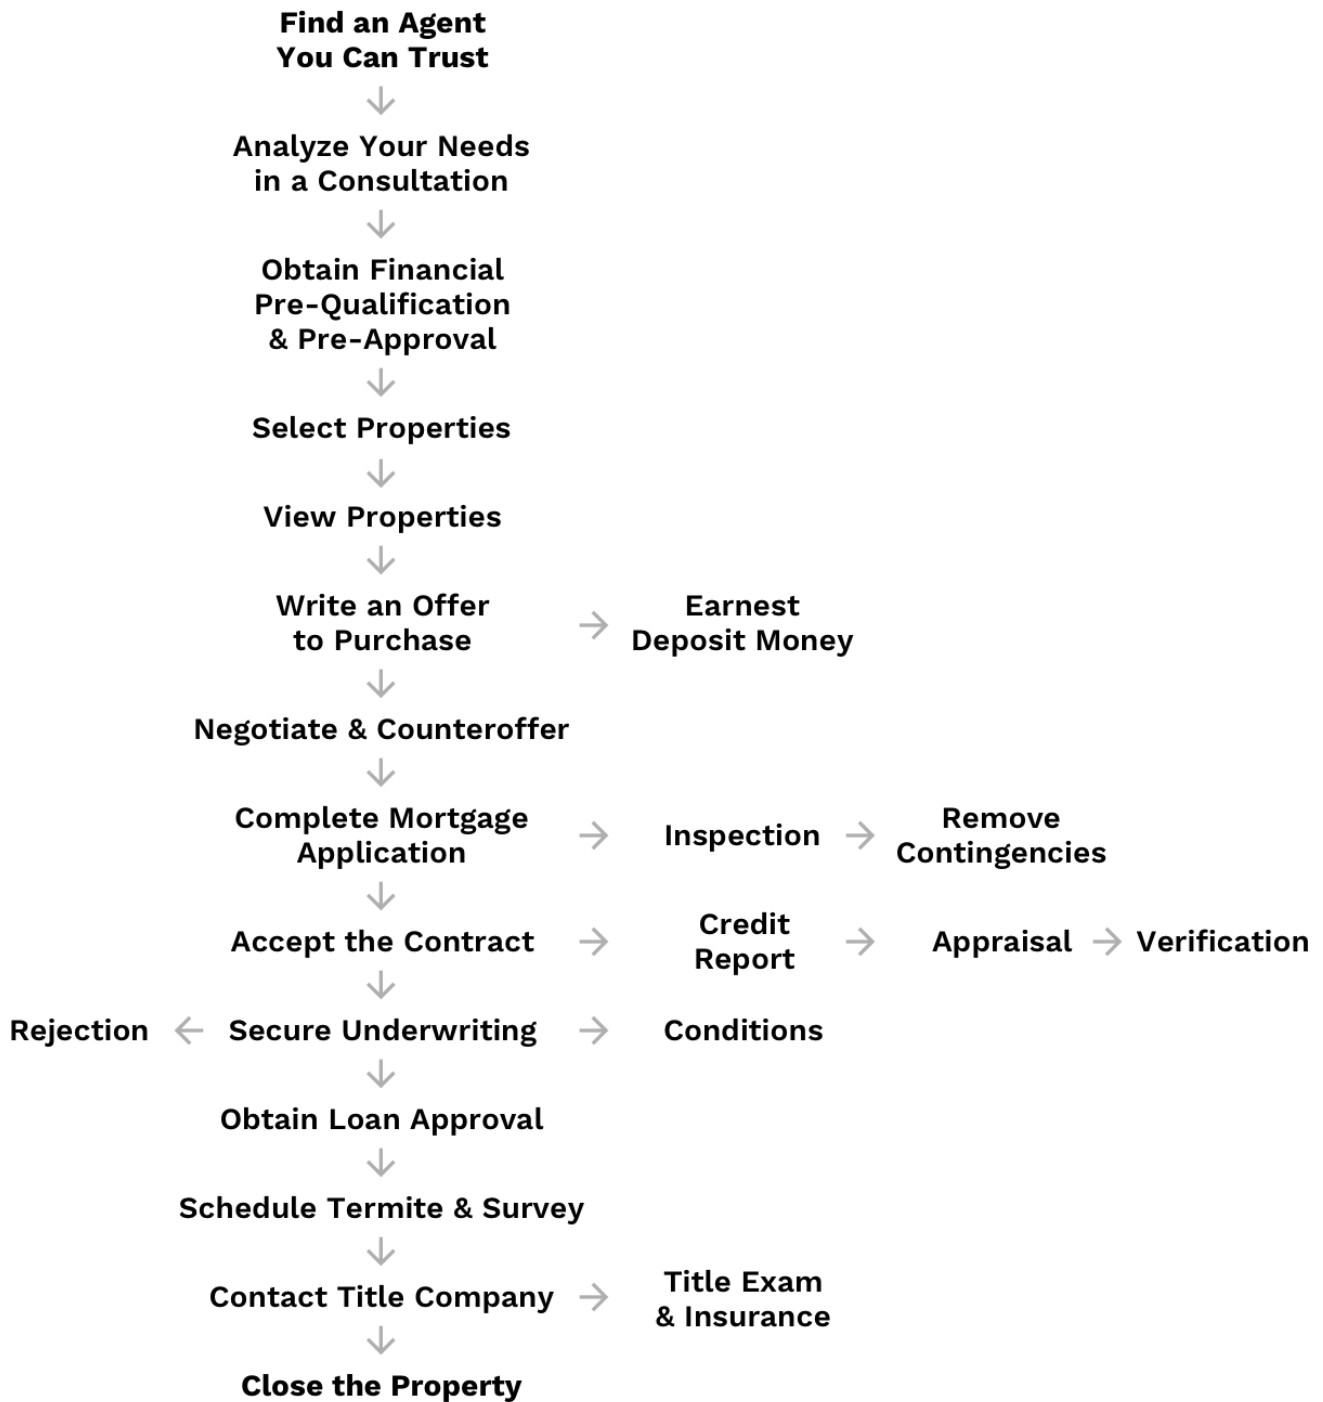 Find an Agent
You Can Trust
Analyze Your Needs
in a Consultation
Obtain Financial
Pre-Qualification
& Pre-Approval
Select Properties
View Properties
Write an Offer
to Purchase
Earnest
Deposit Money
Negotiate & Counteroffer
Complete Mortgage
Application
Inspection
Remove
Contingencies
Accept the Contract
Credit
Report
Appraisal
Verification
Rejection
Secure Underwriting
Conditions
Obtain Loan Approval
Schedule Termite & Survey
Contact Title Company
Title Exam
& Insurance
Close the Property